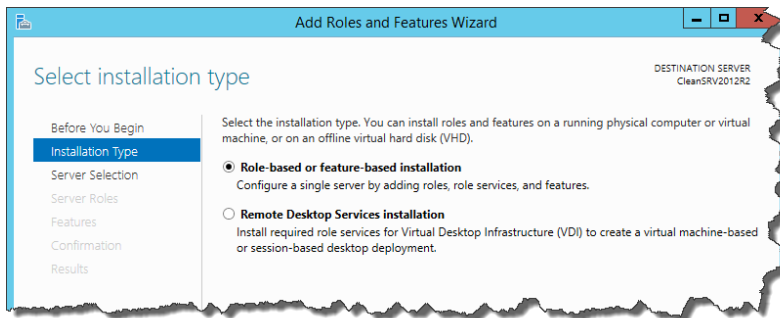 Add Roles and Features Wizard
Select installation type
DESTINATION SERVER
CleanSRV2012R2
Before You Begin
Installation Type
Server Selection
Server Roles
Features
Confirmation
Results
Select the installation type. You can install roles and features on a running physical computer or virtual
machine, or on an offline virtual hard disk (VHD).
Role-based or feature-based installation
Configure a single server by adding roles, role services, and features.
Remote Desktop Services installation
Install required role services for Virtual Desktop Infrastructure (VDI) to create a virtual machine-based
or session-based desktop deployment.